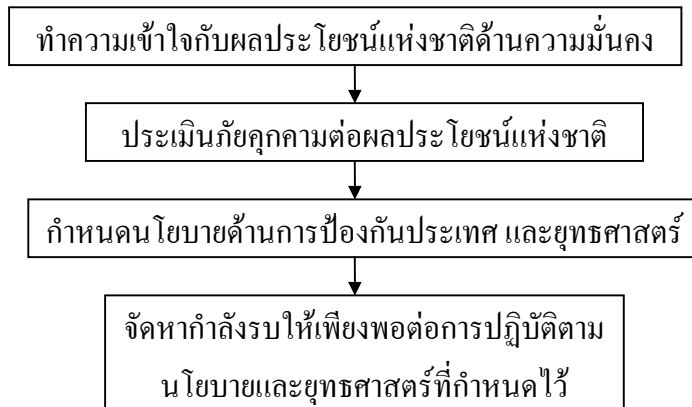 ทำความเข้าใจกับผลประโยชน์แห่งชาติด้านความมั่นคง
ประเมินภัยคุกคามต่อผลประโยชน์แห่งชาติ
กำหนดนโยบายด้านการป้องกันประเทศ และยุทธศาสตร์
จัดหากำลังรบให้เพียงพอต่อการปฏิบัติตาม
นโยบายและยุทธศาสตร์ที่กำหนดไว้